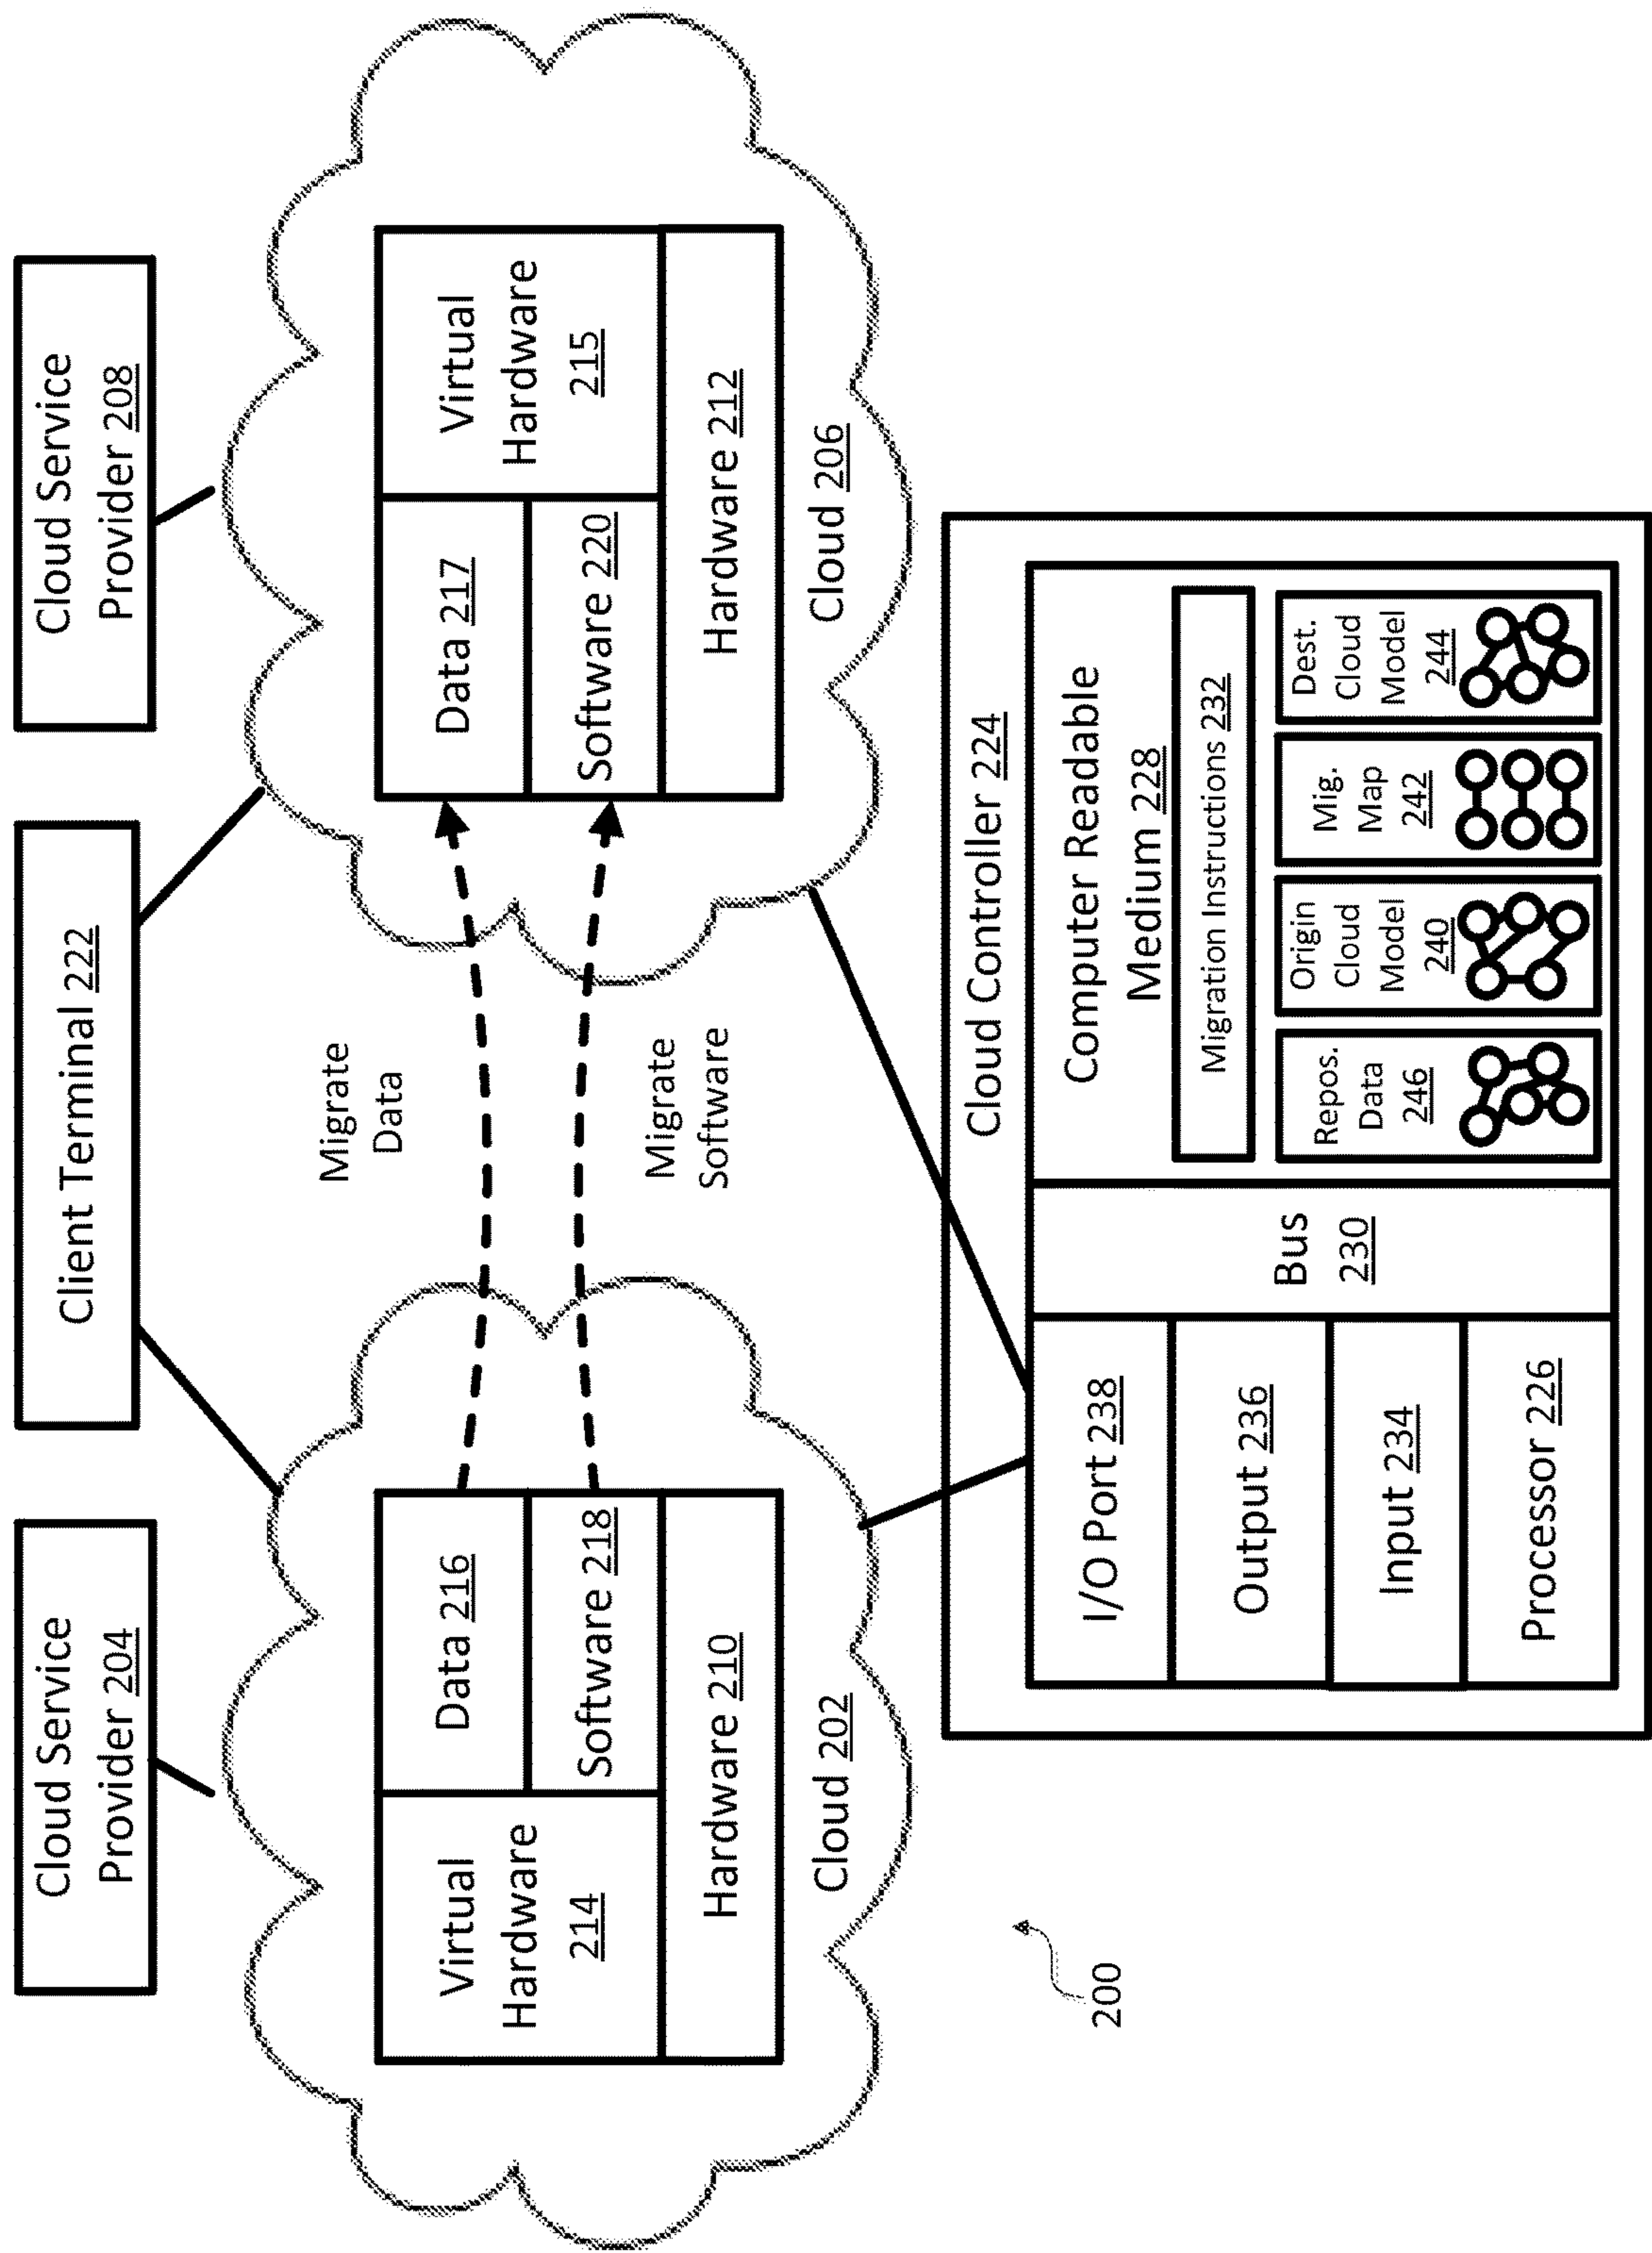 Cloud Service
Provider 204
Client Terminal 222
Cloud Service
Provider 208
Virtual
Hardware
214
Data 216
Software 218
Hardware 210
Cloud 202
Migrate
Data
Migrate
Software
Data 217
Software 220
Virtual
Hardware
215
Hardware 212
Cloud 206
200
Cloud Controller 224
I/O Port 238
Output 236
Input 234
Processor 226
Bus
230
Computer Readable
Medium 228
Migration Instructions 232
Repos.
Data
246
Origin
Cloud
Model
240
Mig.
Map
242
Dest.
Cloud
Model
244